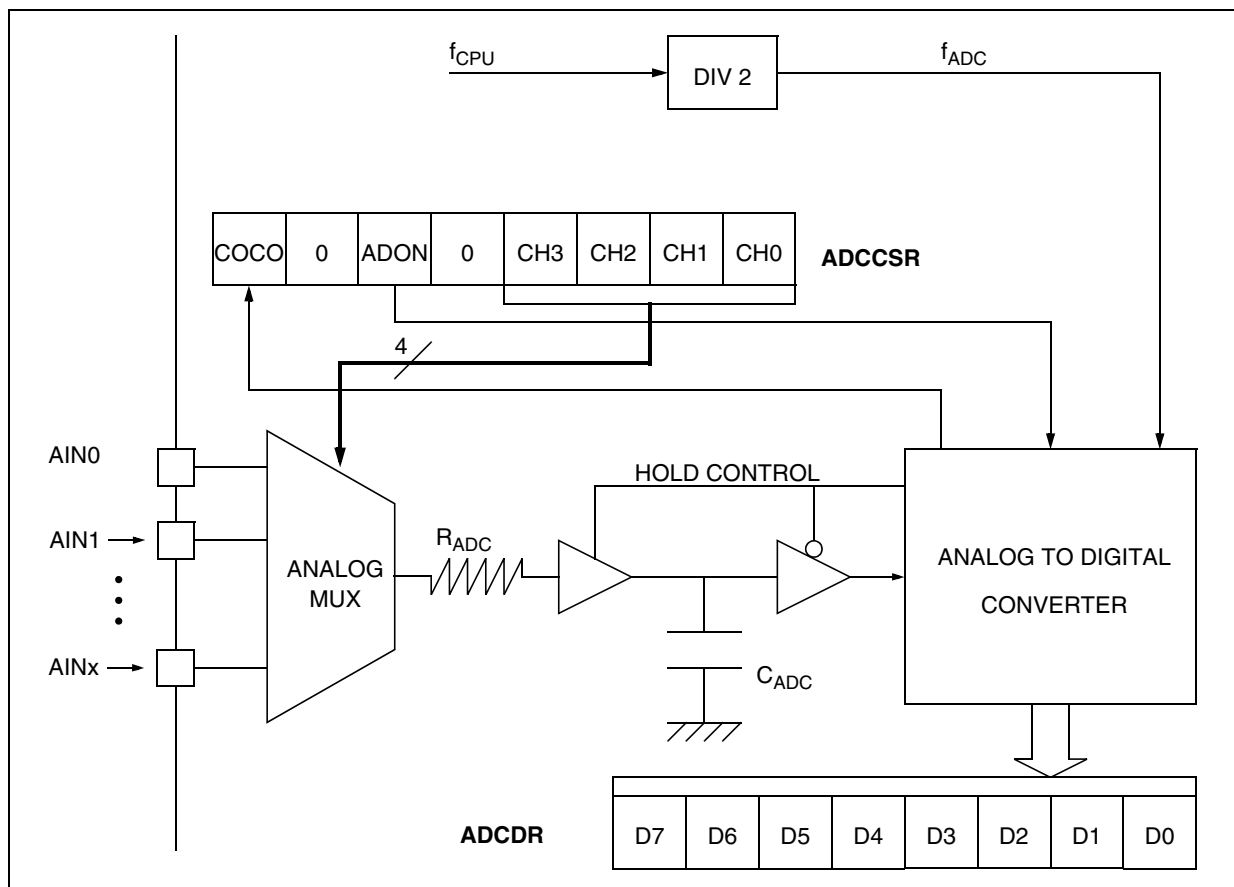 fCPU
DIV 2
fADC
COCO 0 ADON 0 CH3 CH2 CH1 CH0
ADCCSR
4
AIN0
HOLD CONTROL
AIN1
RADC
ANALOG
MUX
ANALOG TO DIGITAL
CONVERTER
AINx
CADC
ADCDR
D7 D6 D5 D4 D3 D2 D1 D0